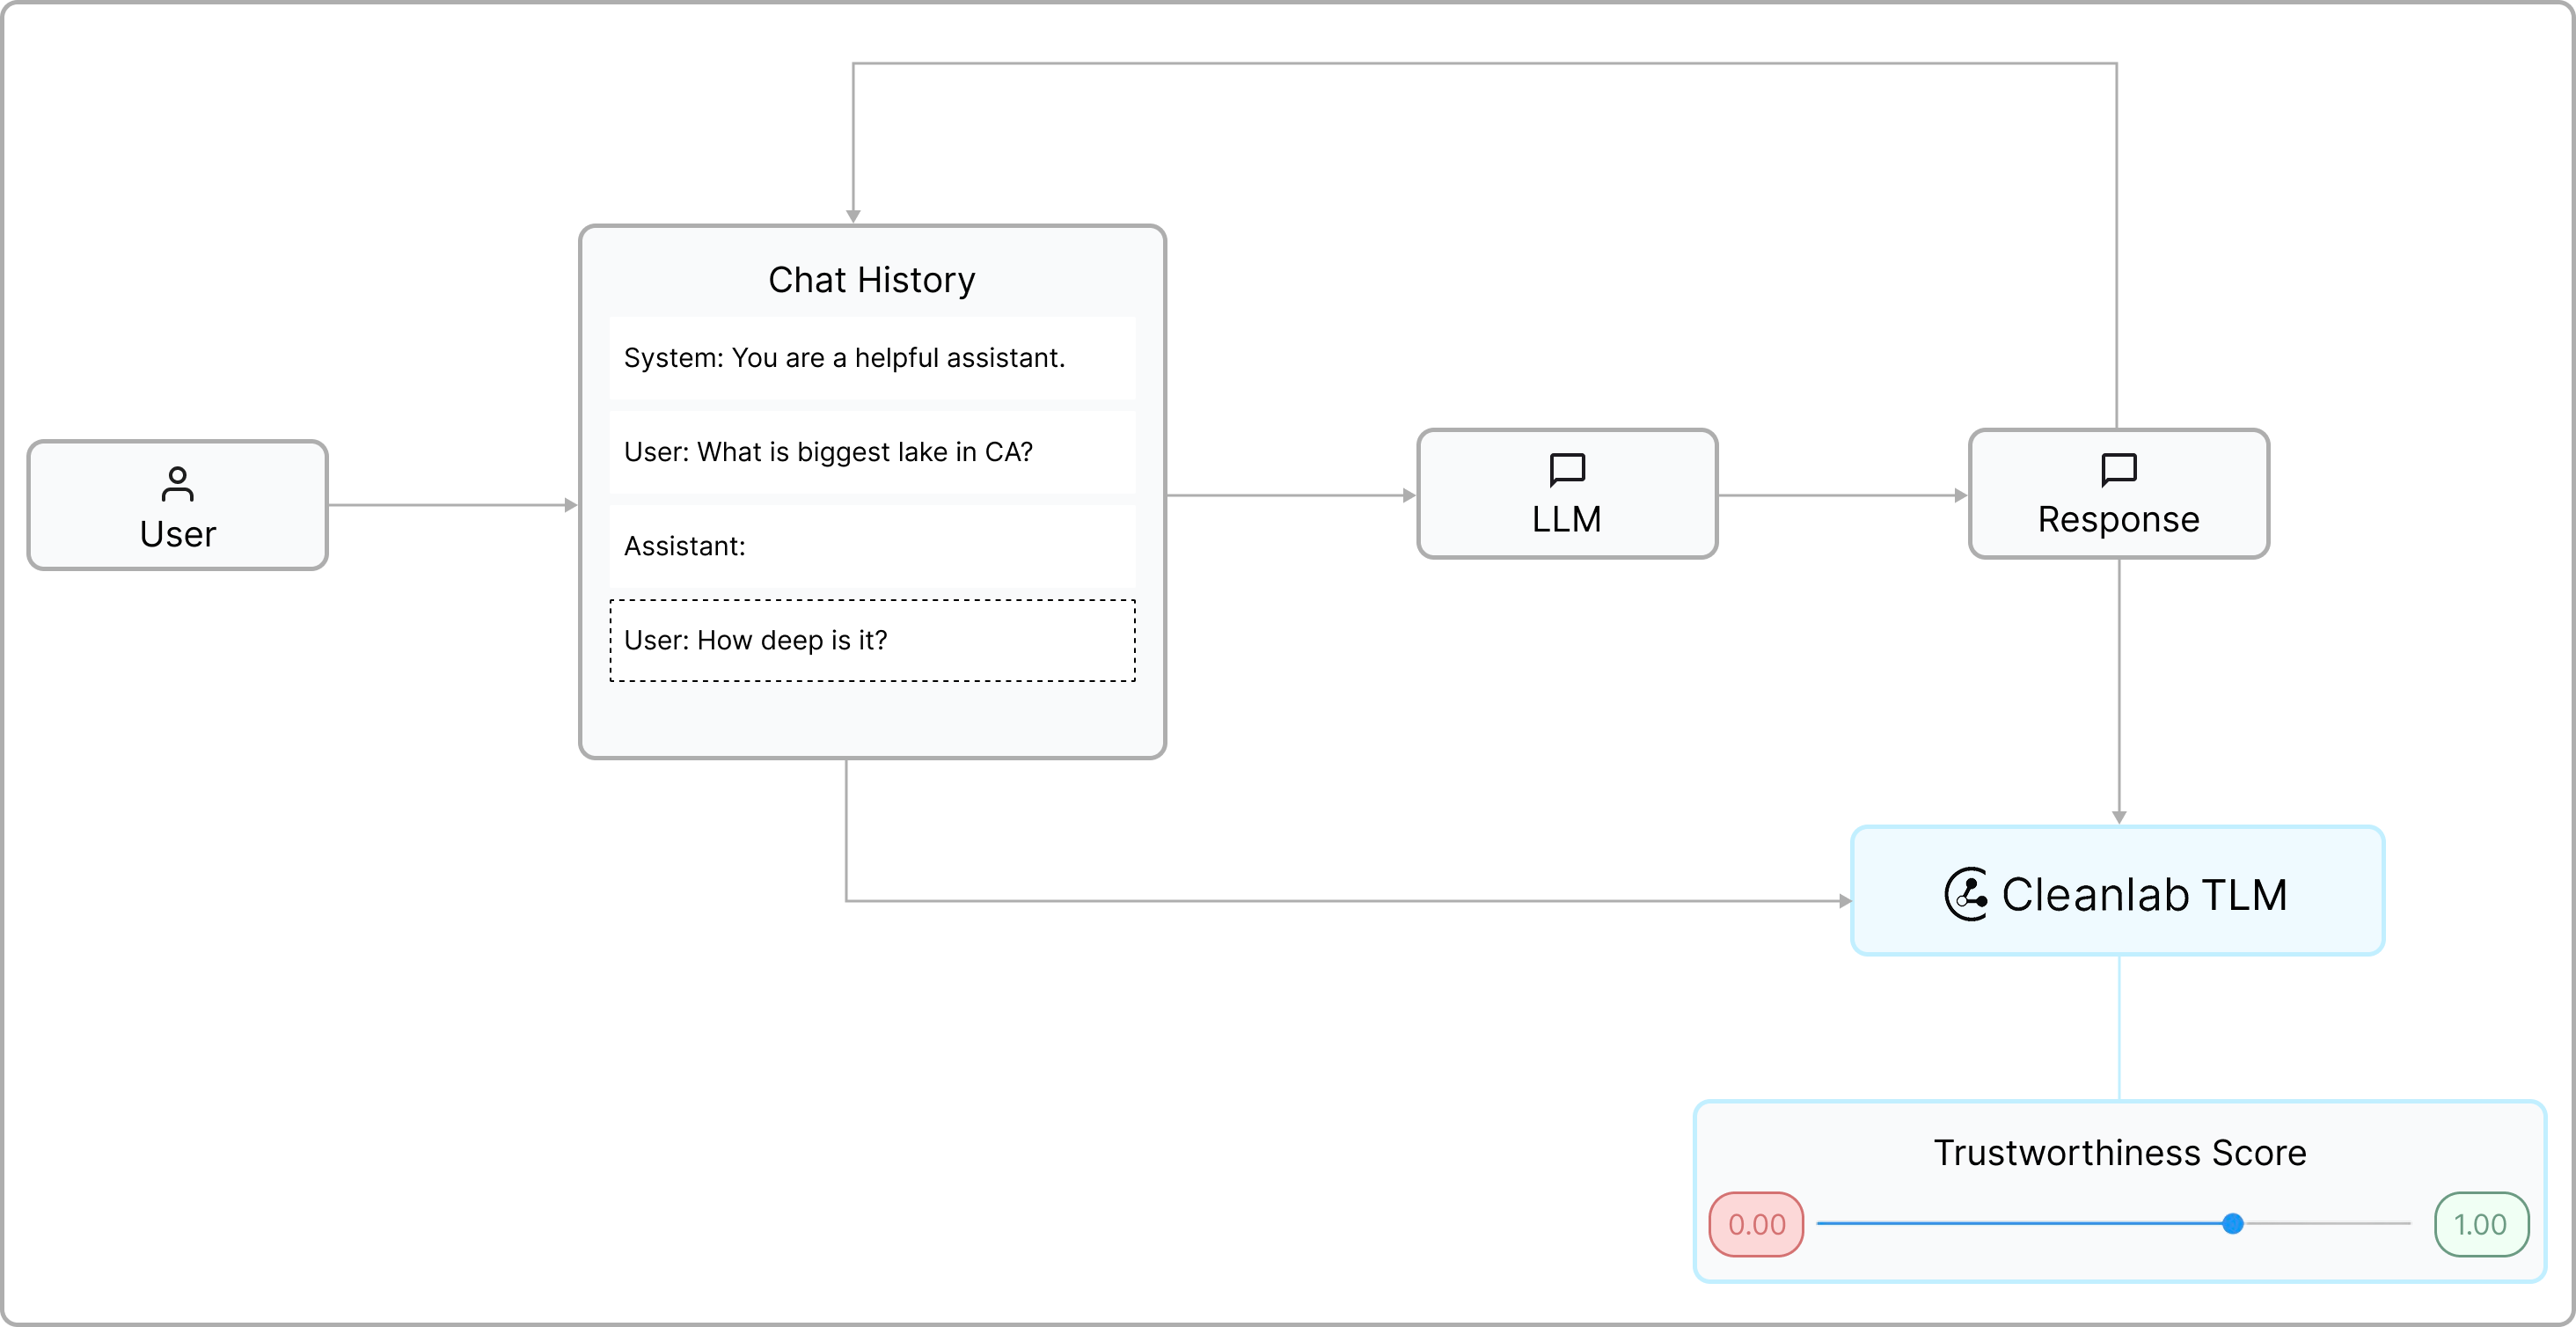 Chat History
System: You are a helpful assistant.
User: What is biggest lake in CA?
Assistant:
User: How deep is it?
User
LLM
Response
Cleanlab TLM
Trustworthiness Score
0.00
1.00